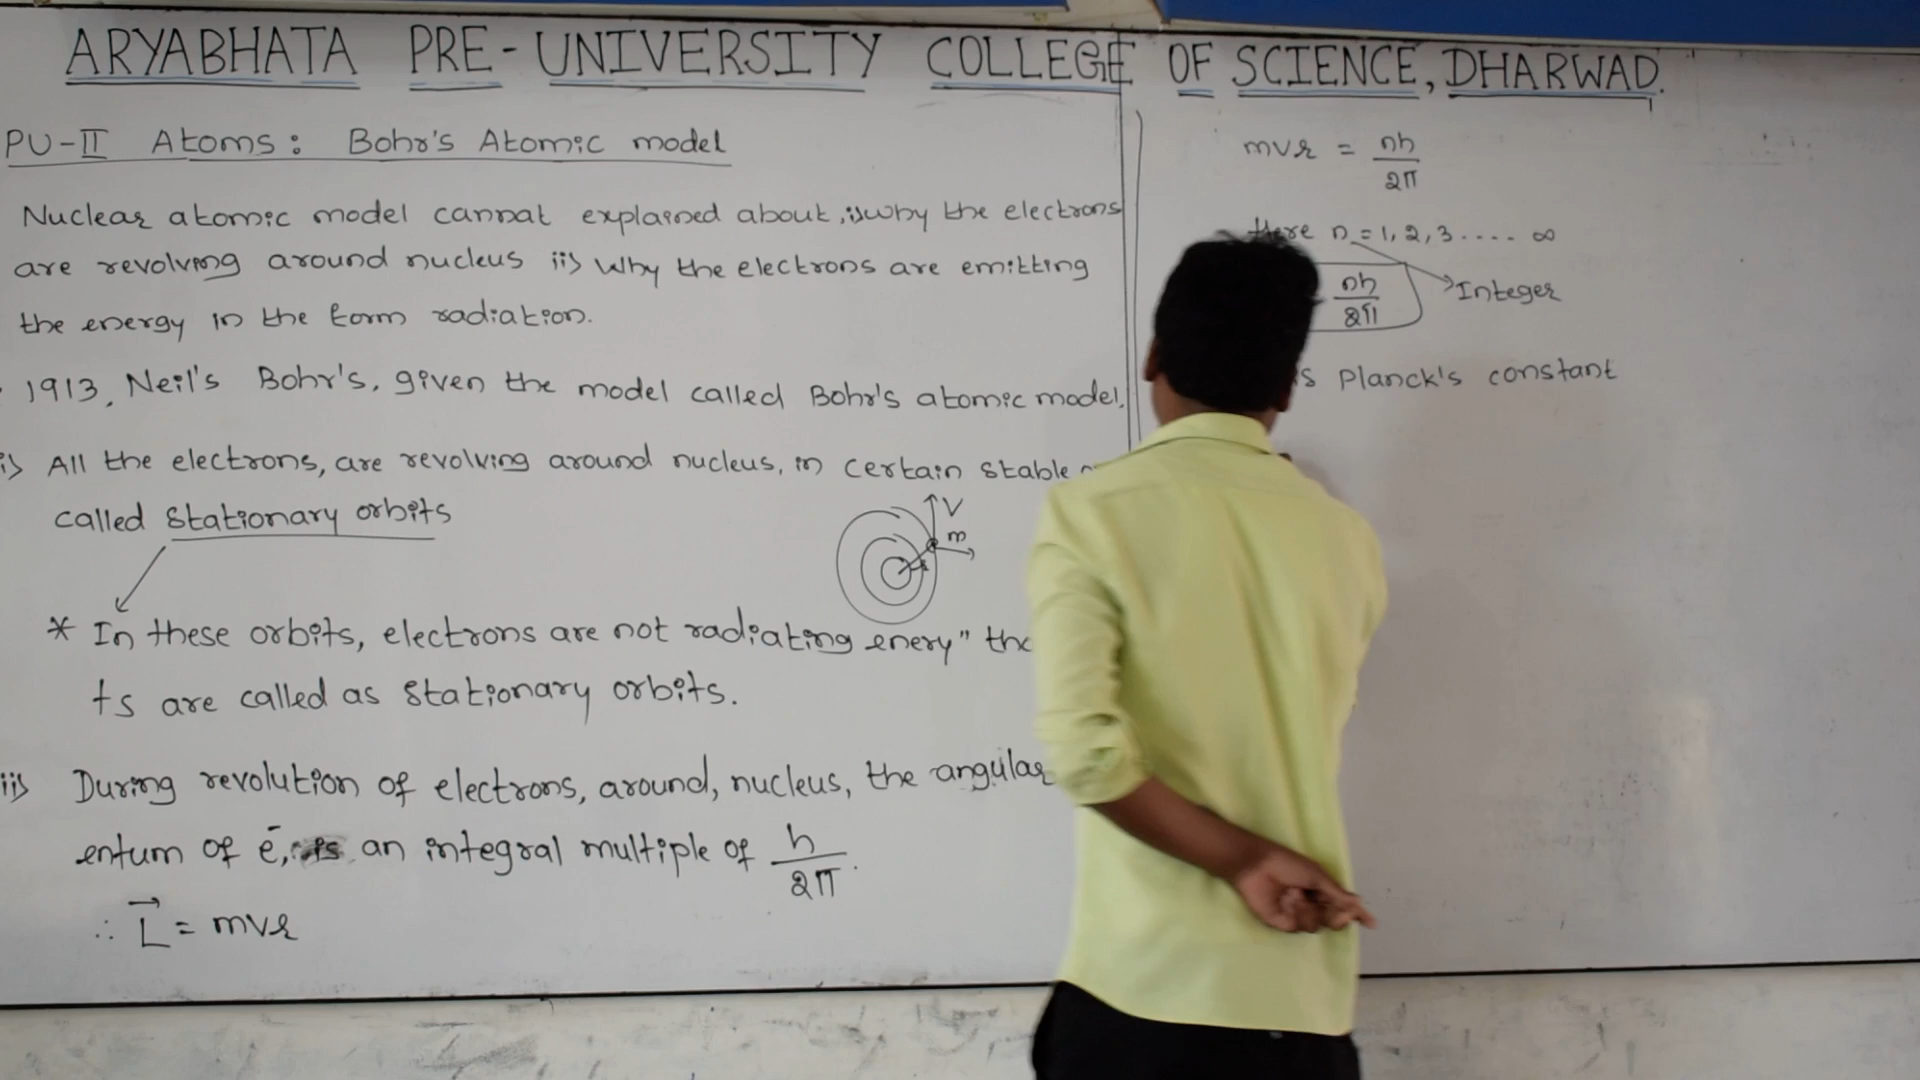 ARYABHATA PRE-UNIVERSITY COLLEGE OF SCIENCE, DHARWAD.
PU-II Atoms: Bohr's Atomic model
Nuclear atomic model cannot explained about, i) why the electrons
are revolving around nucleus ii) Why the electrons are emitting
the energy in the form radiation.
1913, Neil's Bohr's, given the model called Bohr's atomic model.
i) All the electrons, are revolving around nucleus, in certain stable
called stationary orbits
V
m
r
* In these orbits, electrons are not radiating enery" the
ts are called as stationary orbits.
ii) During revolution of electrons, around, nucleus, the angular
entum of ē, is an integral multiple of h/2π.
∴ L⃗ = mvr
mvr = nh/2π
Here n = 1, 2, 3 .... ∞
nh/2π
Integer
s Planck's constant